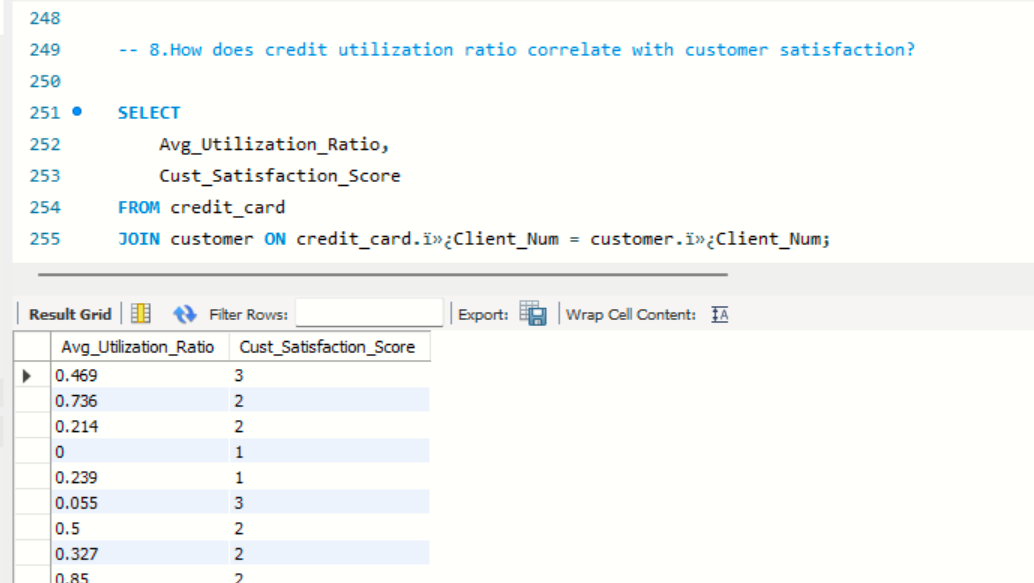 248
249 -- 8.How does credit utilization ratio correlate with customer satisfaction?
250
251 SELECT
252 Avg_Utilization_Ratio,
253 Cust_Satisfaction_Score
254 FROM credit_card
255 JOIN customer ON credit_card.ï»¿Client_Num = customer.ï»¿Client_Num;
Result Grid Filter Rows: Export: Wrap Cell Content: IA
Avg_Utilization_Ratio Cust_Satisfaction_Score
0.469 3
0.736 2
0.214 2
0 1
0.239 1
0.055 3
0.5 2
0.327 2
0.85 2